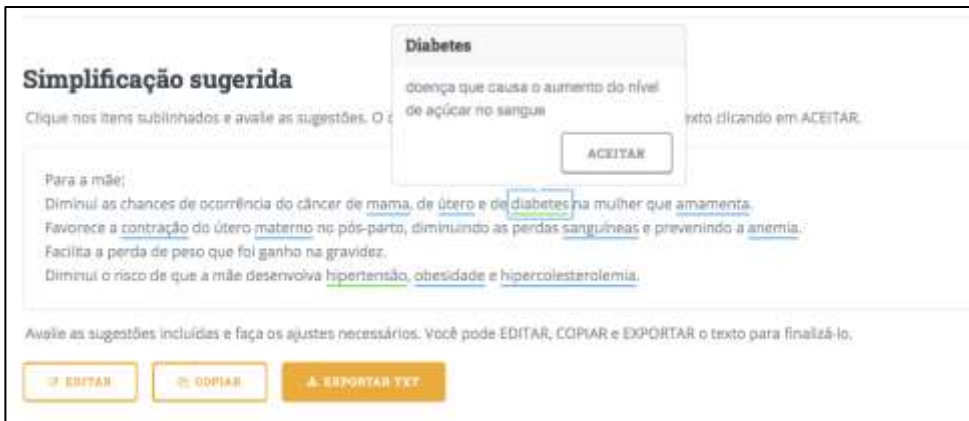 Diabetes
doença que causa o aumento do nível
de açúcar no sangue
ACEITAR
Simplificação sugerida
Clique nos itens sublinhados e avalie as sugestões. O exto clicando em ACEITAR.
Para a mãe:
Diminui as chances de ocorrência do câncer de mama, de útero e de diabetes na mulher que amamenta.
Favorece a contração do útero materno no pós-parto, diminuindo as perdas sanguíneas e prevenindo a anemia.
Facilita a perda de peso que foi ganho na gravidez.
Diminui o risco de que a mãe desenvolva hipertensão, obesidade e hipercolesterolemia.
Avalie as sugestões incluídas e faça os ajustes necessários. Você pode EDITAR, COPIAR e EXPORTAR o texto para finalizá-lo.
EDITAR COPIAR EXPORTAR TXT